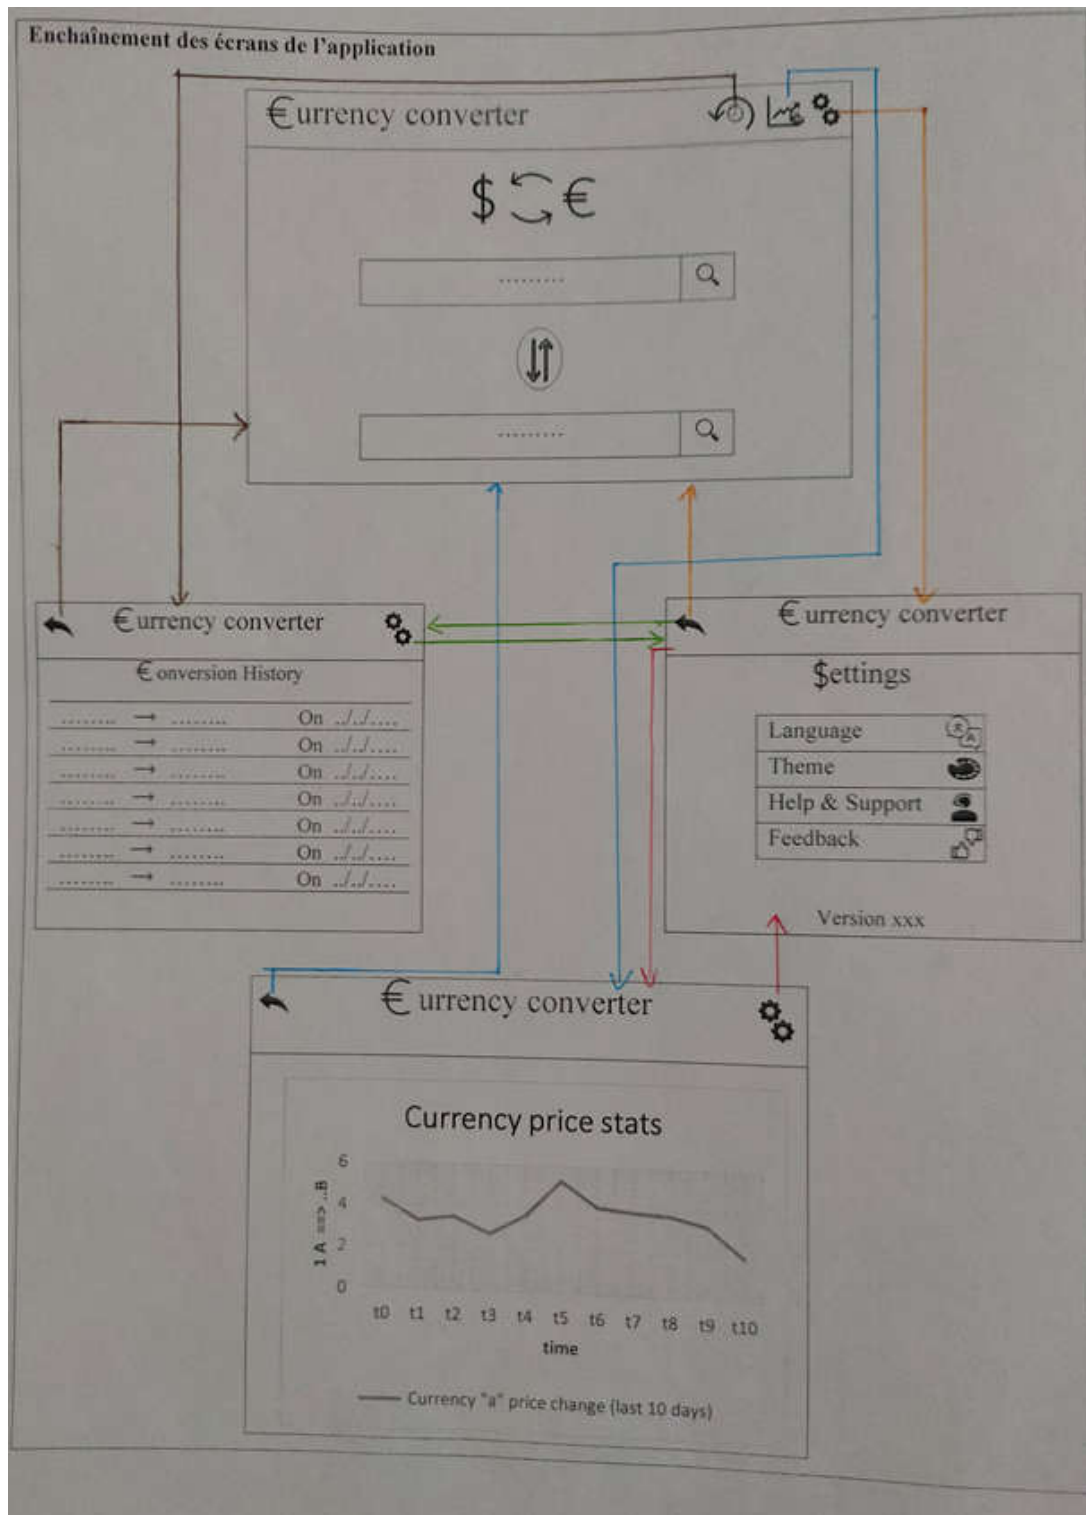 Enchaînement des écrans de l'application
€urrency converter
$ €
.........
.........
€urrency converter
€onversion History
........ → ........ On ../../....
........ → ........ On ../../....
........ → ........ On ../../....
........ → ........ On ../../....
........ → ........ On ../../....
........ → ........ On ../../....
........ → ........ On ../../....
€urrency converter
$ettings
Language
Theme
Help & Support
Feedback
Version xxx
€urrency converter
Currency price stats
6
4
2
0
1 A ==> ..B
t0 t1 t2 t3 t4 t5 t6 t7 t8 t9 t10
time
Currency "a" price change (last 10 days)